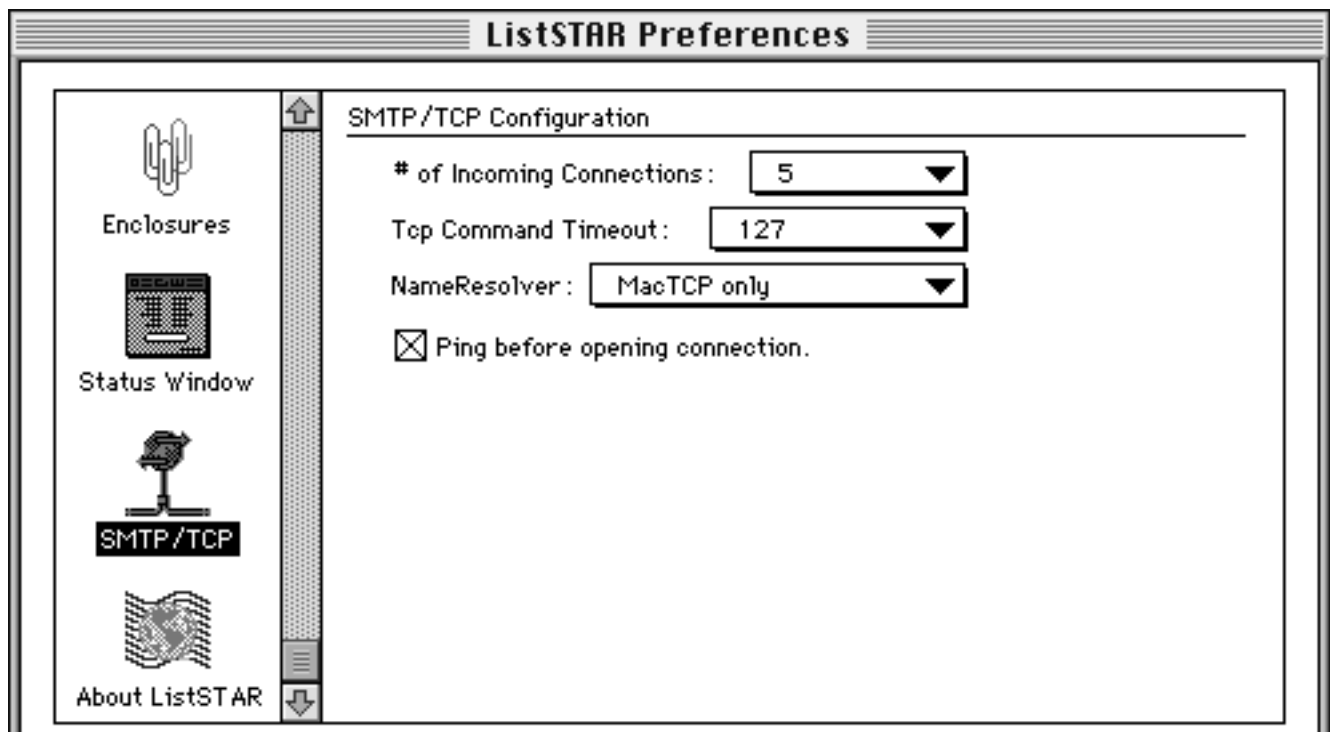 ListSTAR Preferences
Enclosures
Status Window
SMTP/TCP
About ListSTAR
SMTP/TCP Configuration
# of Incoming Connections: 5
Tcp Command Timeout: 127
NameResolver: MacTCP only
Ping before opening connection.